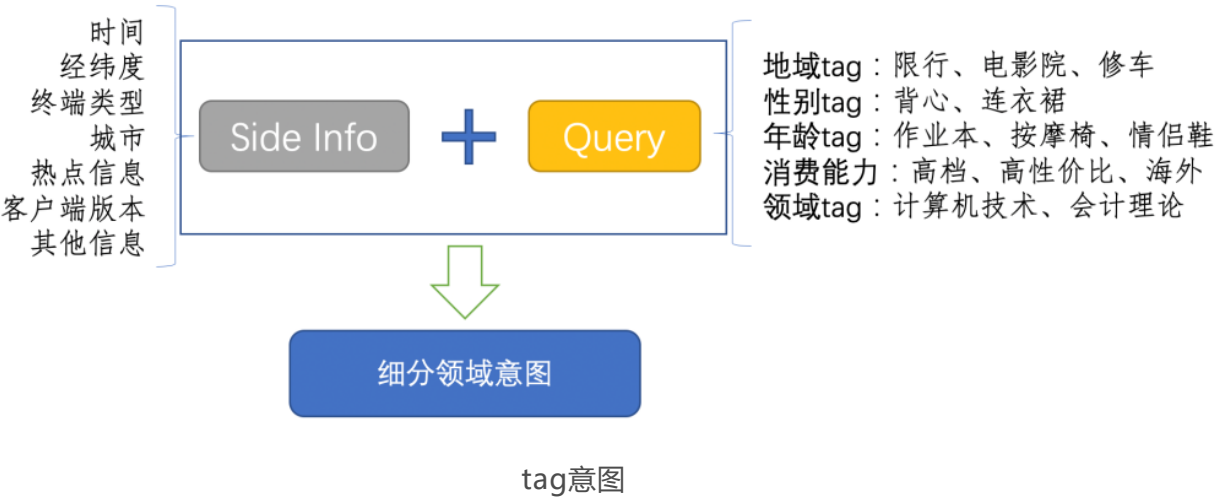 时间
经纬度
终端类型
城市
热点信息
客户端版本
其他信息
Side Info
Query
地域tag：限行、电影院、修车
性别tag：背心、连衣裙
年龄tag：作业本、按摩椅、情侣鞋
消费能力：高档、高性价比、海外
领域tag：计算机技术、会计理论
细分领域意图
tag意图